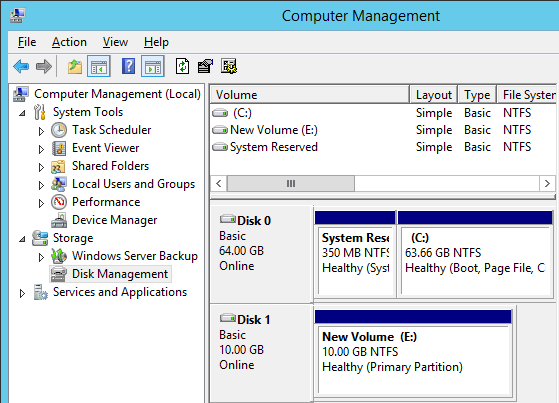 Computer Management
File Action View Help
Computer Management (Local)
System Tools
Task Scheduler
Event Viewer
Shared Folders
Local Users and Groups
Performance
Device Manager
Storage
Windows Server Backup
Disk Management
Services and Applications
Volume Layout Type File System
(C:) Simple Basic NTFS
New Volume (E:) Simple Basic NTFS
System Reserved Simple Basic NTFS
Disk 0
Basic
64.00 GB
Online
System Rese
350 MB NTFS
Healthy (Syst
(C:)
63.66 GB NTFS
Healthy (Boot, Page File, C
Disk 1
Basic
10.00 GB
Online
New Volume (E:)
10.00 GB NTFS
Healthy (Primary Partition)